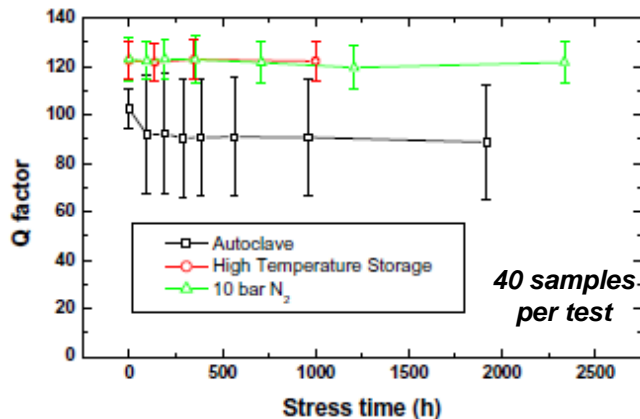 140
120
100
80
60
40
20
0
Q factor
Autoclave
High Temperature Storage
10 bar N₂
40 samples
per test
0 500 1000 1500 2000 2500
Stress time (h)